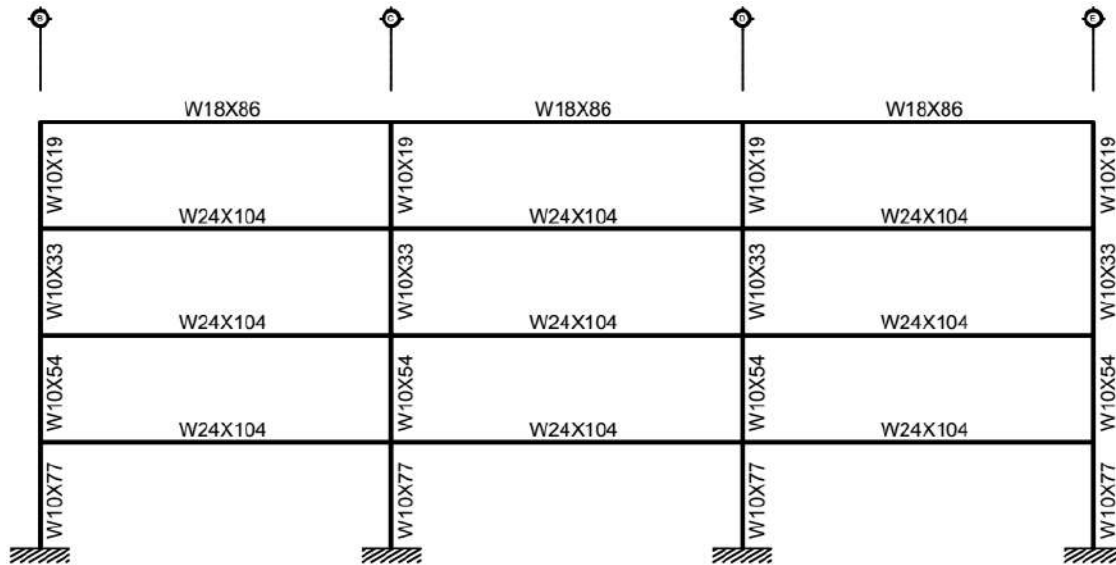 B C D E
W18X86 W18X86 W18X86
W10X19 W10X19 W10X19 W10X19
W24X104 W24X104 W24X104
W10X33 W10X33 W10X33 W10X33
W24X104 W24X104 W24X104
W10X54 W10X54 W10X54 W10X54
W24X104 W24X104 W24X104
W10X77 W10X77 W10X77 W10X77